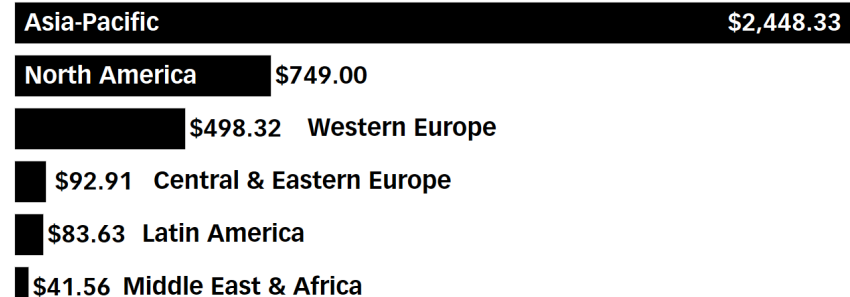 Asia-Pacific $2,448.33
North America $749.00
$498.32 Western Europe
$92.91 Central & Eastern Europe
$83.63 Latin America
$41.56 Middle East & Africa